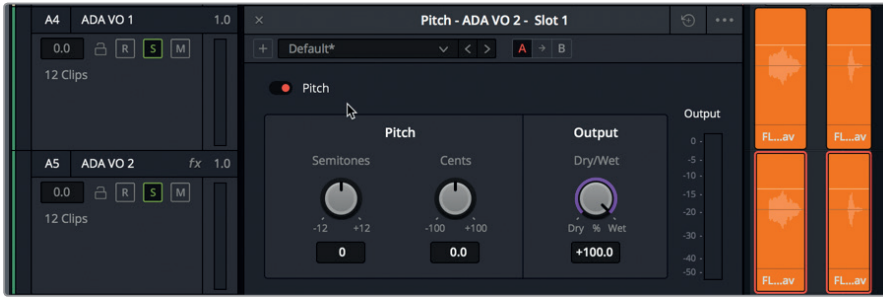 A4 ADA VO 1 1.0
0.0 R S M
12 Clips
A5 ADA VO 2 fx 1.0
0.0 R S M
12 Clips
× Pitch - ADA VO 2 - Slot 1 •••
+ Default* < > A → B
Pitch
Pitch
Semitones
-12 +12
0
Cents
-100 +100
0.0
Output
Dry/Wet
Dry % Wet
+100.0
Output
0 -
-5 -
-10 -
-15 -
-20 -
-30 -
-40 -
-50 -
FL...av
FL...av
FL...av
FL...av